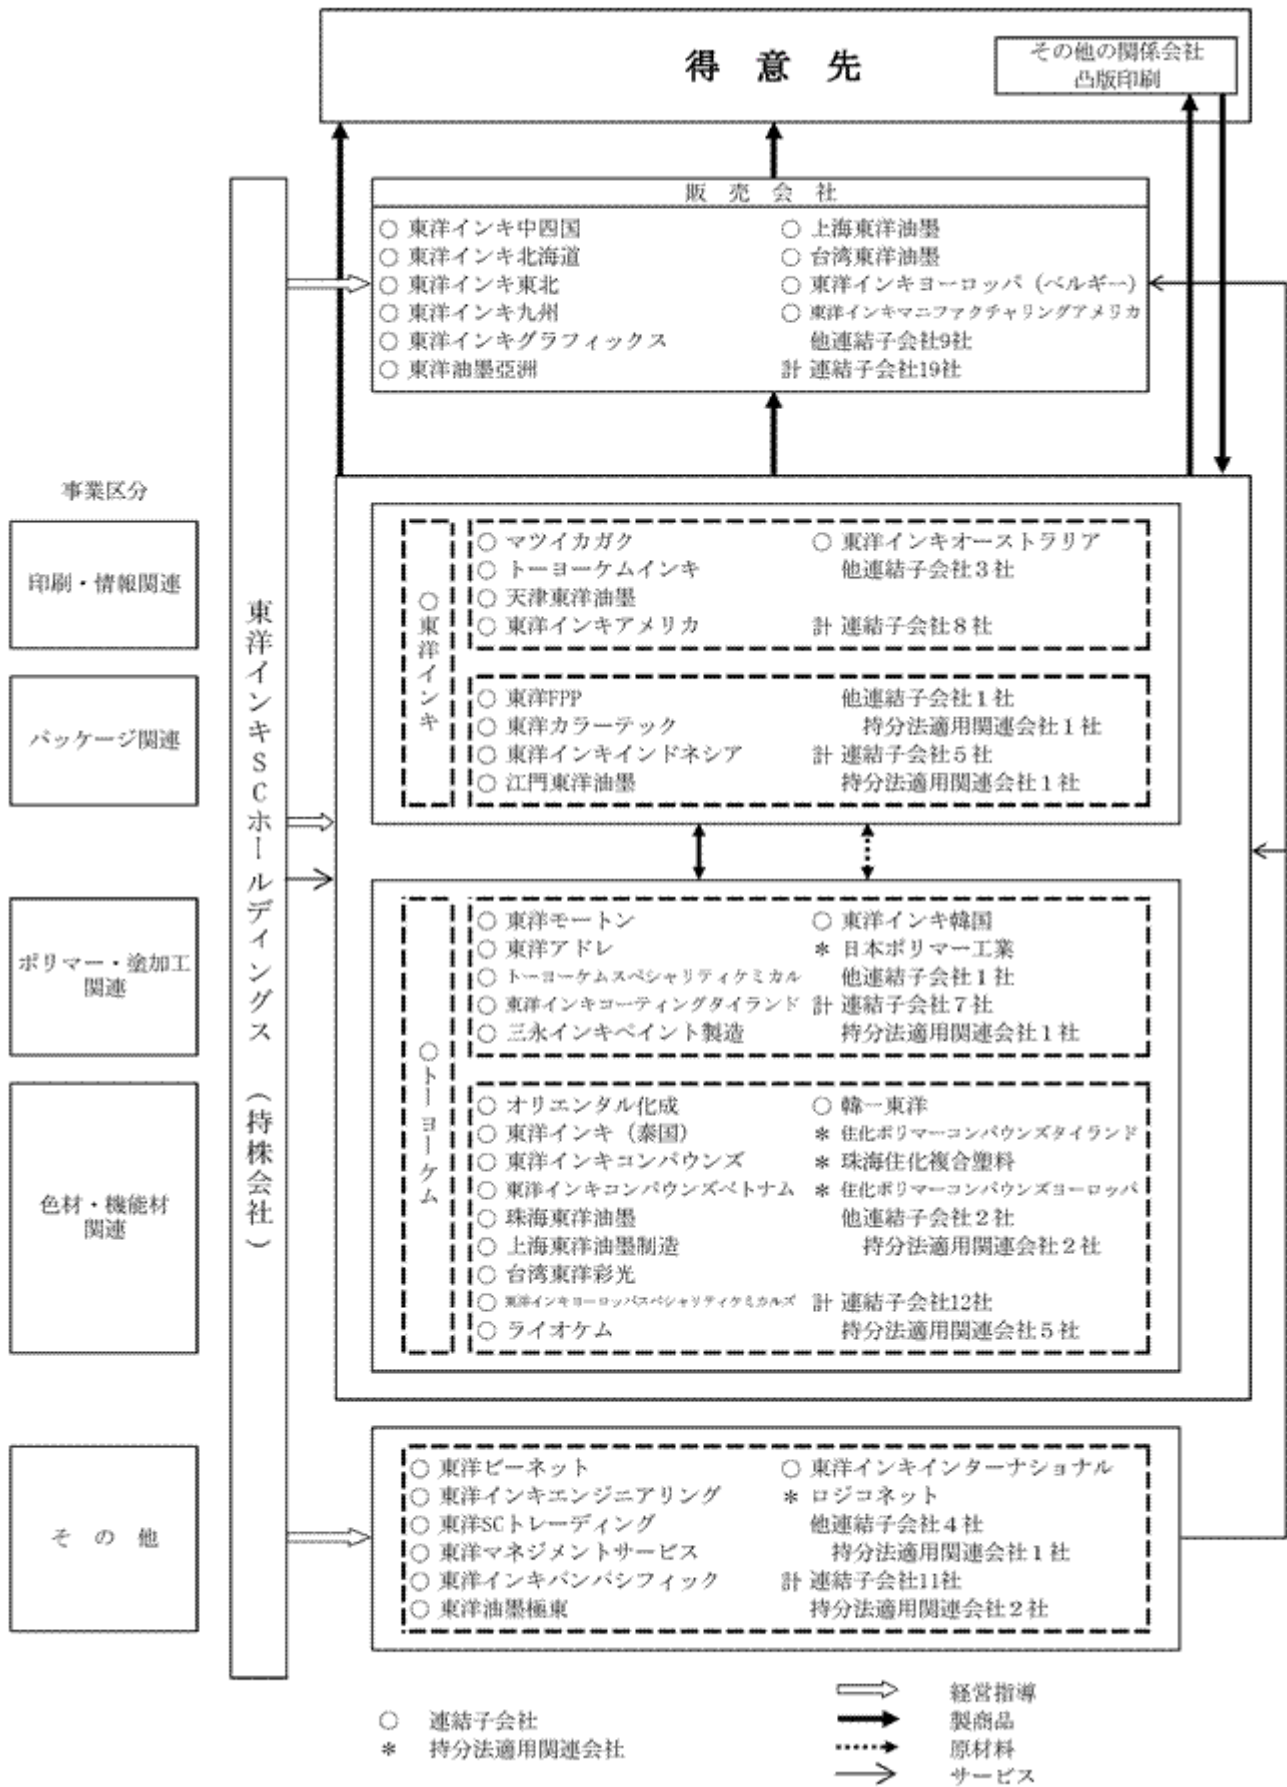 得意先
その他の関係会社
凸版印刷
販売会社
○ 東洋インキ中四国
○ 東洋インキ北海道
○ 東洋インキ東北
○ 東洋インキ九州
○ 東洋インキグラフィックス
○ 東洋油墨亞洲
○ 上海東洋油墨
○ 台湾東洋油墨
○ 東洋インキヨーロッパ（ベルギー）
○ 東洋インキマニファクチャリングアメリカ
他連結子会社9社
計 連結子会社19社
事業区分
印刷・情報関連
パッケージ関連
ポリマー・塗加工
関連
色材・機能材
関連
その他
東洋インキSCホールディングス（持株会社）
○東洋インキ
○ マツイカガク
○ トーヨーケムインキ
○ 天津東洋油墨
○ 東洋インキアメリカ
○ 東洋インキオーストラリア
他連結子会社３社
計 連結子会社８社
○ 東洋FPP
○ 東洋カラーテック
○ 東洋インキインドネシア
○ 江門東洋油墨
他連結子会社１社
持分法適用関連会社１社
計 連結子会社５社
持分法適用関連会社１社
○トーヨーケム
○ 東洋モートン
○ 東洋アドレ
○ トーヨーケムスペシャリティケミカル
○ 東洋インキコーティングタイランド
○ 三永インキペイント製造
○ 東洋インキ韓国
* 日本ポリマー工業
他連結子会社１社
計 連結子会社７社
持分法適用関連会社１社
○ オリエンタル化成
○ 東洋インキ（泰国）
○ 東洋インキコンパウンズ
○ 東洋インキコンパウンズベトナム
○ 珠海東洋油墨
○ 上海東洋油墨制造
○ 台湾東洋彩光
○ 東洋インキヨーロッパスペシャリティケミカルズ
○ ライオケム
○ 韓一東洋
* 住化ポリマーコンパウンズタイランド
* 珠海住化複合塑料
* 住化ポリマーコンパウンズヨーロッパ
他連結子会社２社
持分法適用関連会社２社
計 連結子会社12社
持分法適用関連会社５社
○ 東洋ビーネット
○ 東洋インキエンジニアリング
○ 東洋SCトレーディング
○ 東洋マネジメントサービス
○ 東洋インキパンパシフィック
○ 東洋油墨極東
○ 東洋インキインターナショナル
* ロジコネット
他連結子会社４社
持分法適用関連会社１社
計 連結子会社11社
持分法適用関連会社２社
○ 連結子会社
* 持分法適用関連会社
経営指導
製商品
原材料
サービス